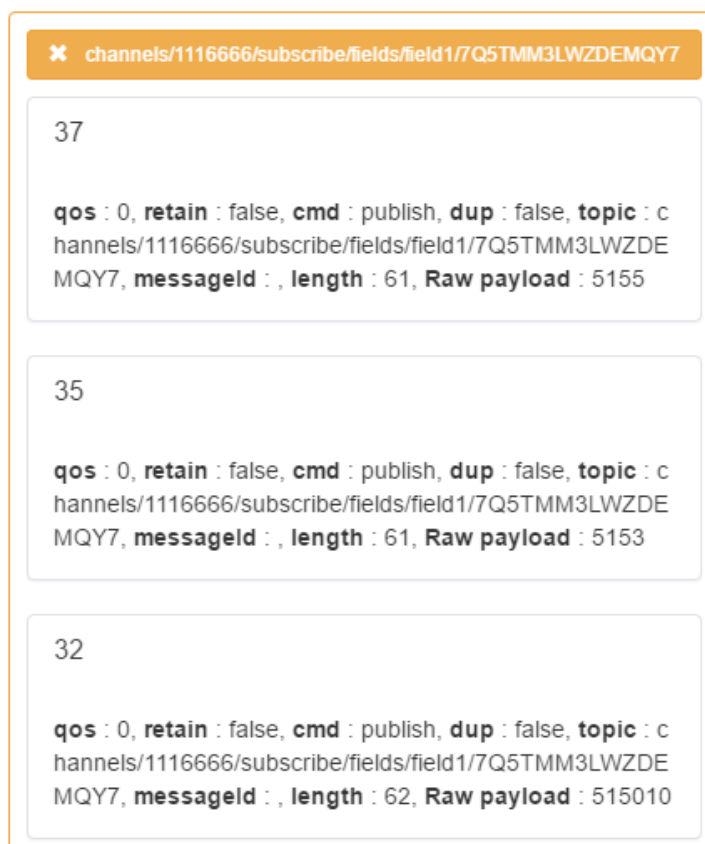 ✖ channels/1116666/subscribe/fields/field1/7Q5TMM3LWZDEMQY7
37
qos : 0, retain : false, cmd : publish, dup : false, topic : c
hannels/1116666/subscribe/fields/field1/7Q5TMM3LWZDE
MQY7, messageId : , length : 61, Raw payload : 5155
35
qos : 0, retain : false, cmd : publish, dup : false, topic : c
hannels/1116666/subscribe/fields/field1/7Q5TMM3LWZDE
MQY7, messageId : , length : 61, Raw payload : 5153
32
qos : 0, retain : false, cmd : publish, dup : false, topic : c
hannels/1116666/subscribe/fields/field1/7Q5TMM3LWZDE
MQY7, messageId : , length : 62, Raw payload : 515010